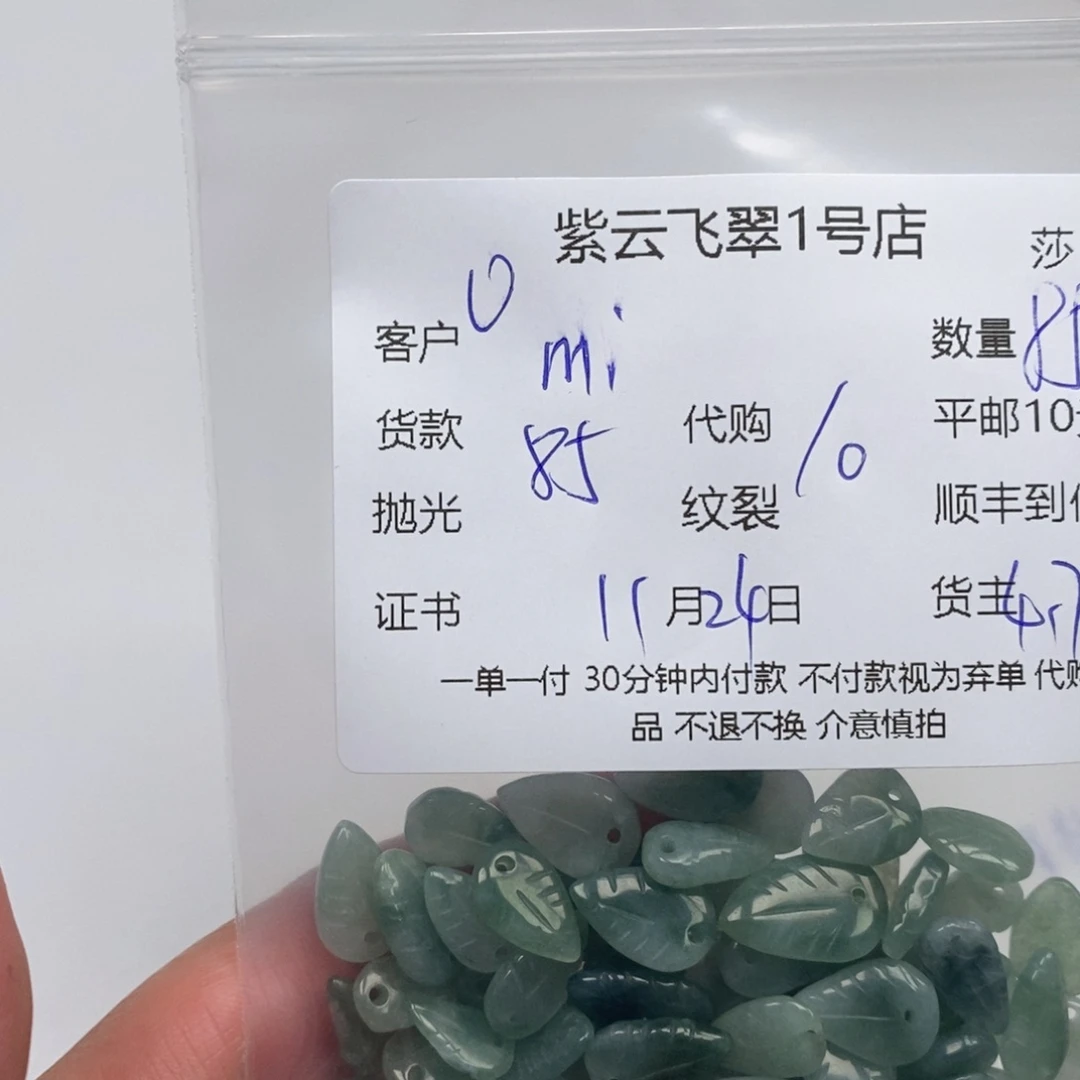 紫云飞翠1号店 莎
客户 0 mi 数量 85
货款 85 代购 10 平邮10
抛光 纹裂 顺丰到付
证书 11月24日 货主
一单一付 30分钟内付款 不付款视为弃单 代购
品 不退不换 介意慎拍